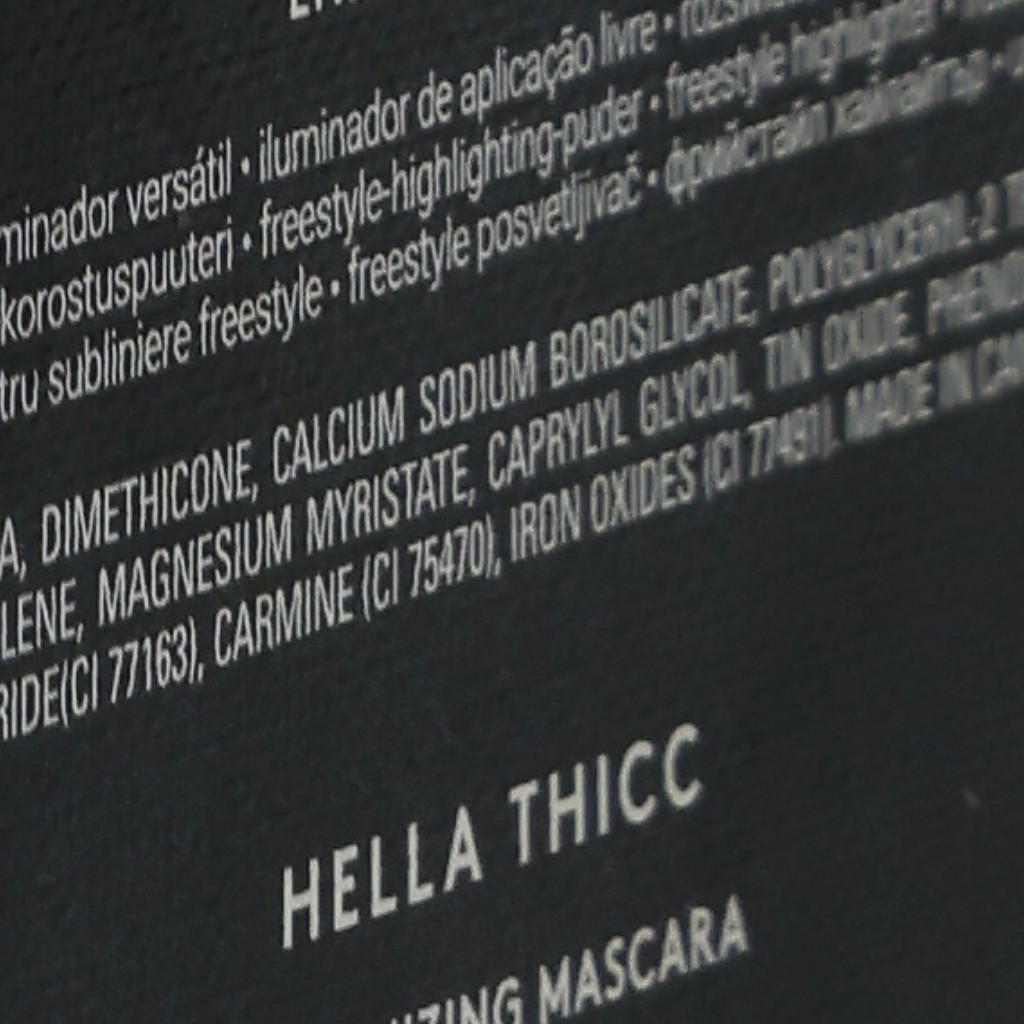 minador versátil • iluminador de aplicação livre •
korostuspuuteri • freestyle-highlighting-puder • freestyle highlighter •
tru subliniere freestyle • freestyle posvetljivač • фрийстайл хайлайтър •
A, DIMETHICONE, CALCIUM SODIUM BOROSILICATE, POLYGLYCERYL-2
LENE, MAGNESIUM MYRISTATE, CAPRYLYL GLYCOL, TIN OXIDE,
RIDE(CI 77163), CARMINE (CI 75470), IRON OXIDES (CI 77491). MADE IN
HELLA THICC
MASCARA